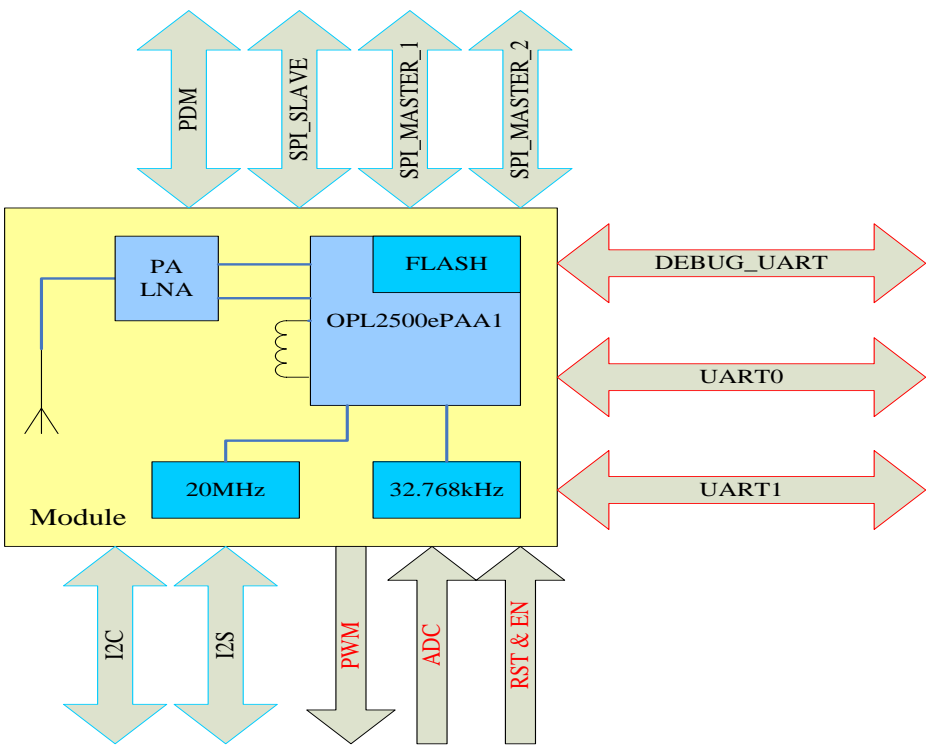 PDM
SPI_SLAVE
SPI_MASTER_1
SPI_MASTER_2
PA
LNA
FLASH
OPL2500ePAA1
20MHz
32.768kHz
Module
DEBUG_UART
UART0
UART1
I2C
I2S
PWM
ADC
RST & EN